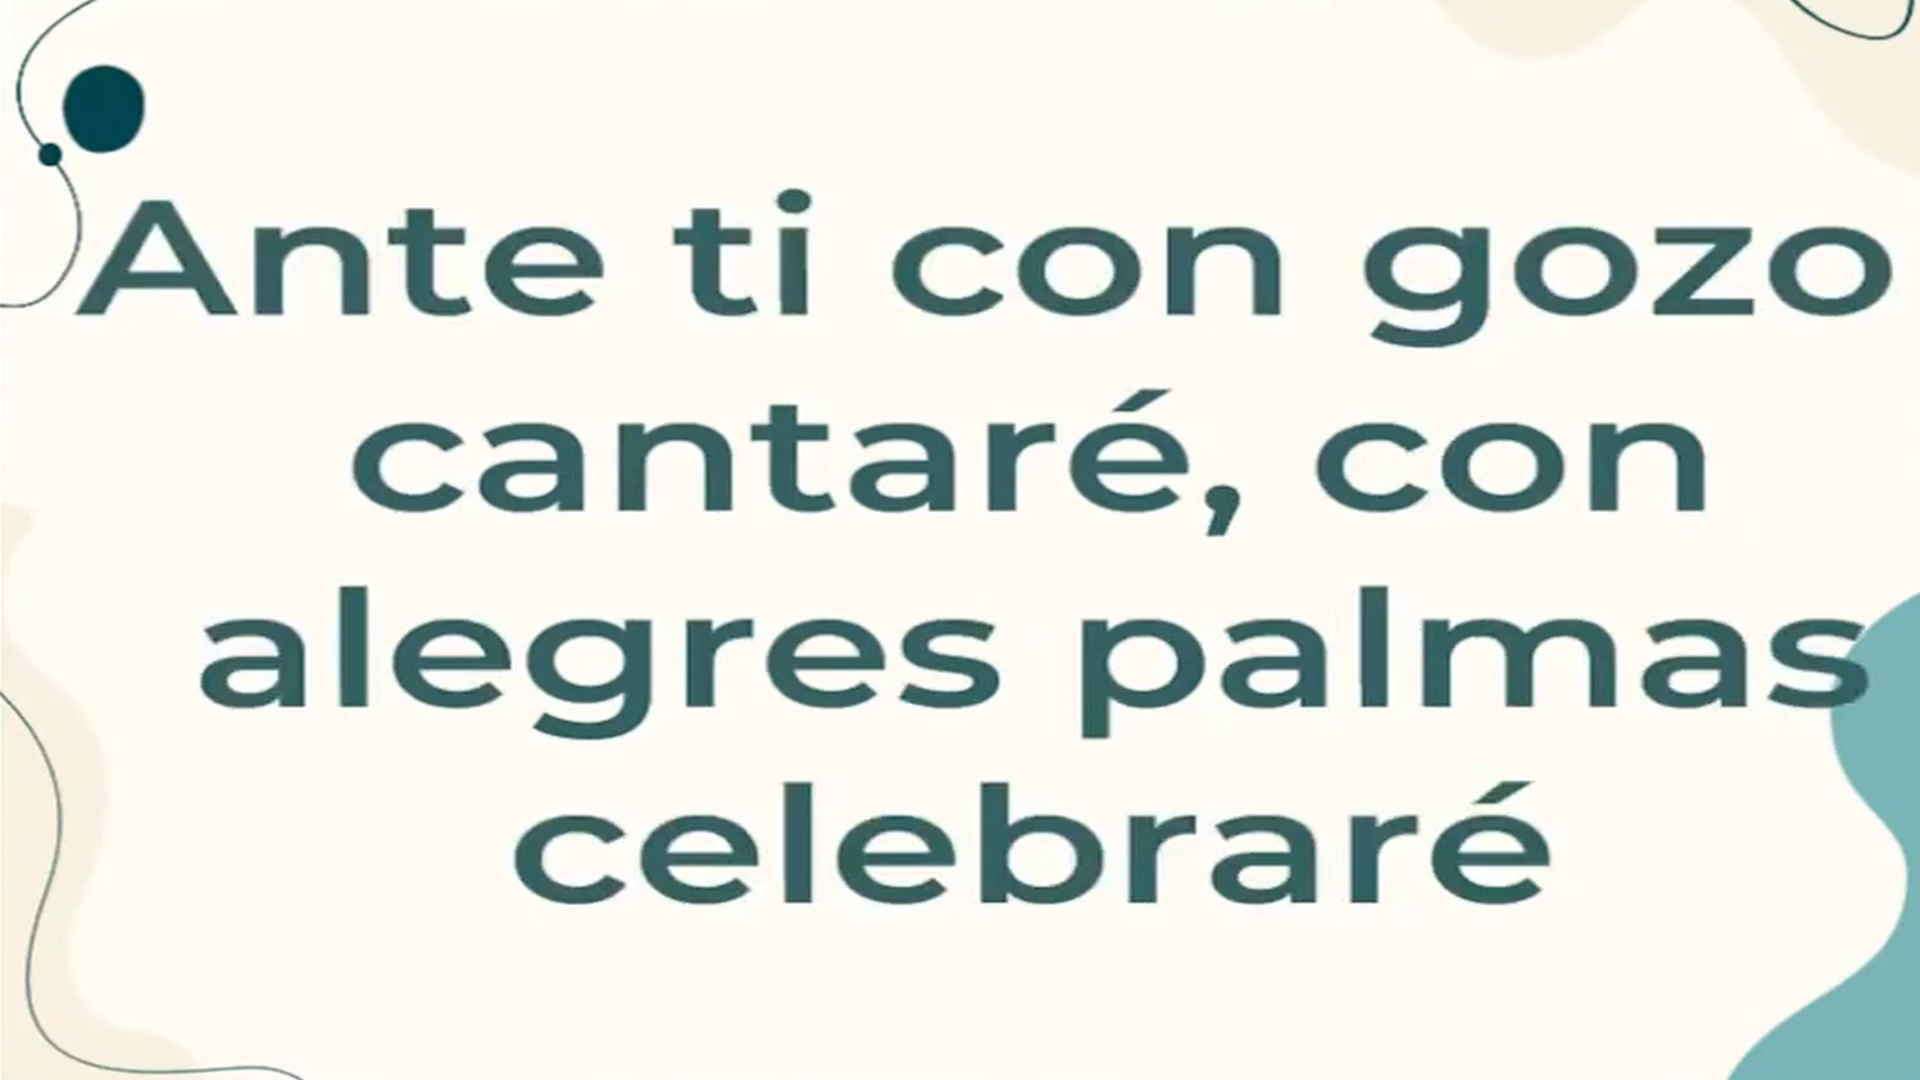 Ante ti con gozo
cantaré, con
alegres palmas
celebraré